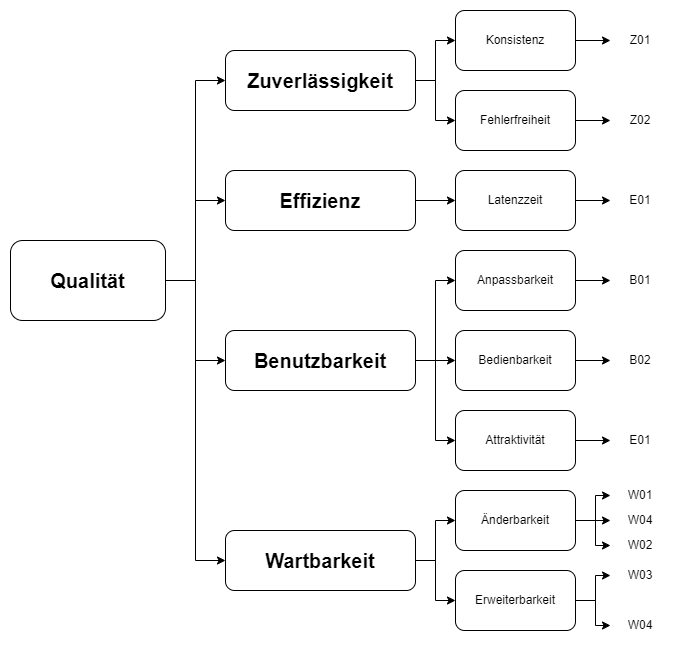 Konsistenz
Z01
Zuverlässigkeit
Fehlerfreiheit
Z02
Effizienz
Latenzzeit
E01
Qualität
Anpassbarkeit
B01
Benutzbarkeit
Bedienbarkeit
B02
Attraktivität
E01
Wartbarkeit
Änderbarkeit
W01
W04
W02
Erweiterbarkeit
W03
W04